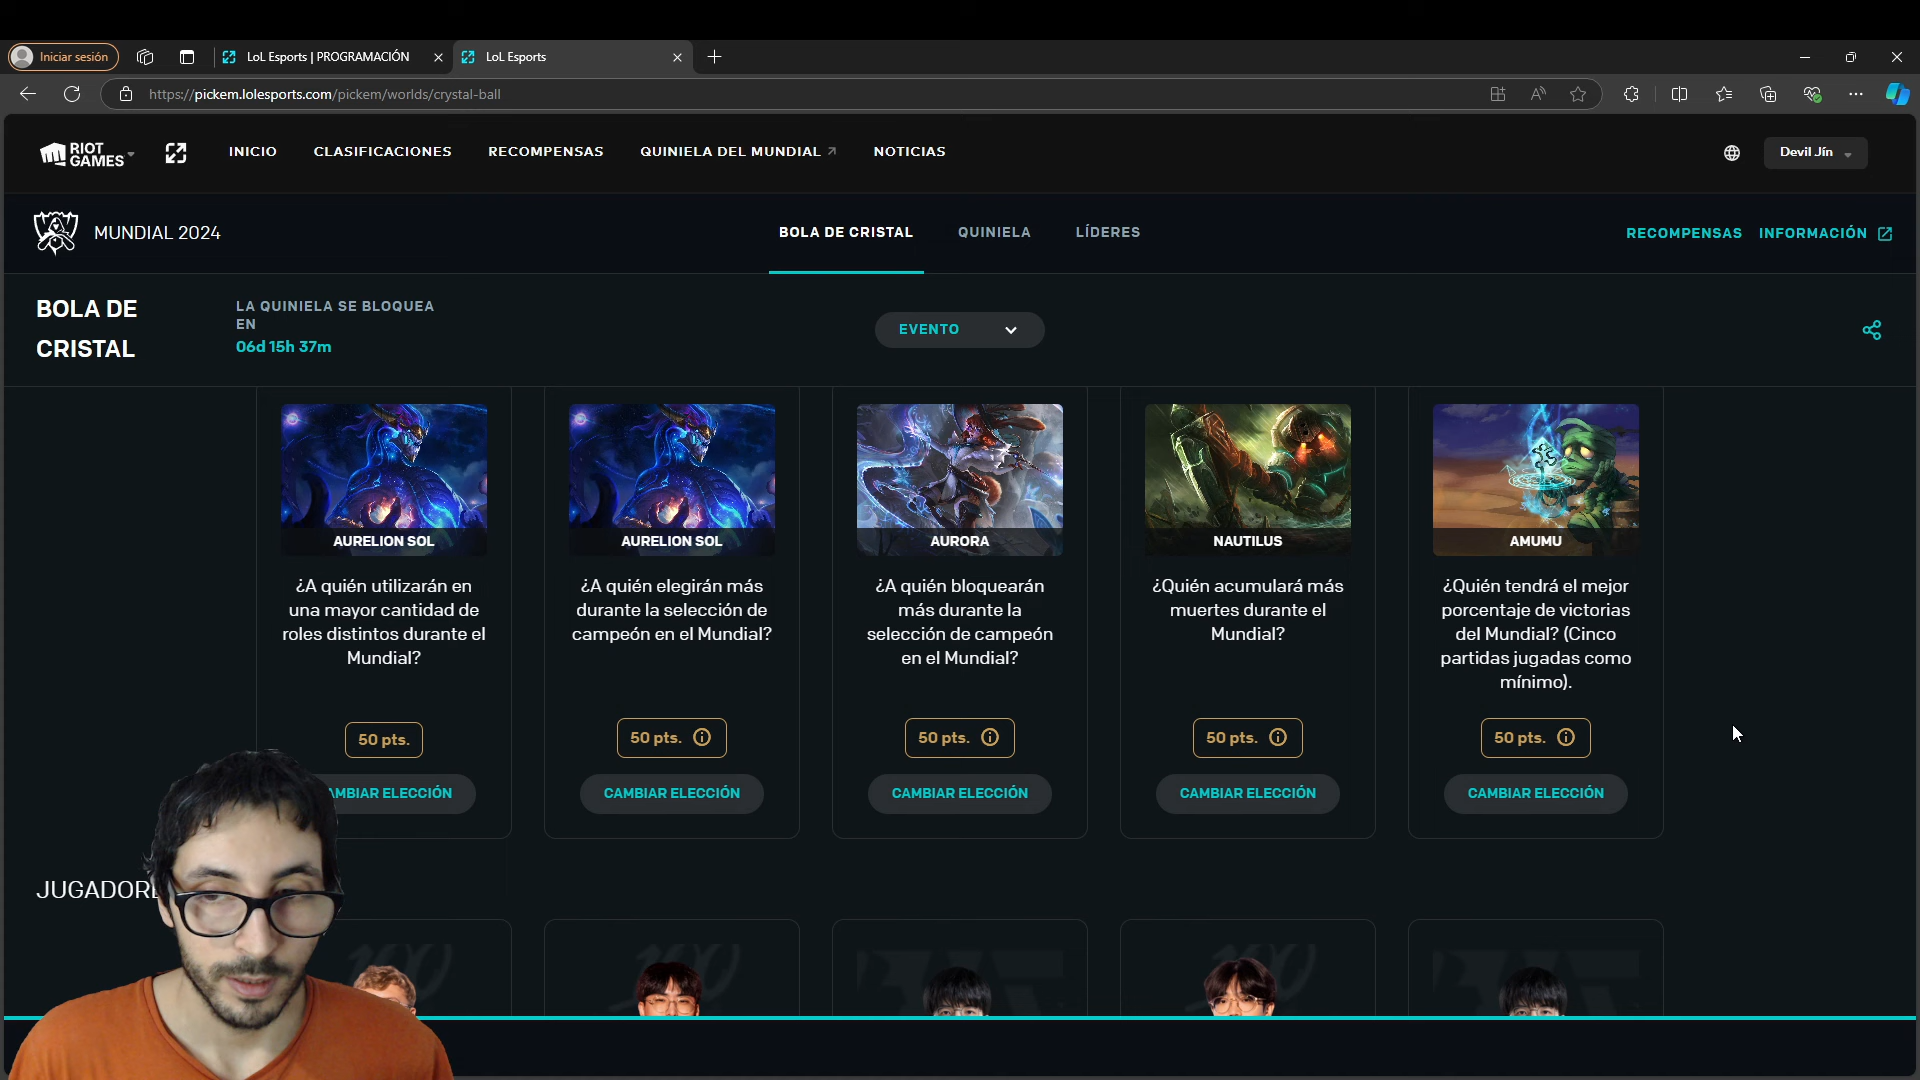 Iniciar sesión
LoL Esports | PROGRAMACIÓN
LoL Esports
https://pickem.lolesports.com/pickem/worlds/crystal-ball
RIOT GAMES
INICIO
CLASIFICACIONES
RECOMPENSAS
QUINIELA DEL MUNDIAL
NOTICIAS
Devil Jín
MUNDIAL 2024
BOLA DE CRISTAL
QUINIELA
LÍDERES
RECOMPENSAS
INFORMACIÓN
BOLA DE
CRISTAL
LA QUINIELA SE BLOQUEA
EN
06d 15h 37m
EVENTO
AURELION SOL
¿A quién utilizarán en
una mayor cantidad de
roles distintos durante el
Mundial?
50 pts.
MBIAR ELECCIÓN
AURELION SOL
¿A quién elegirán más
durante la selección de
campeón en el Mundial?
50 pts.
CAMBIAR ELECCIÓN
AURORA
¿A quién bloquearán
más durante la
selección de campeón
en el Mundial?
50 pts.
CAMBIAR ELECCIÓN
NAUTILUS
¿Quién acumulará más
muertes durante el
Mundial?
50 pts.
CAMBIAR ELECCIÓN
AMUMU
¿Quién tendrá el mejor
porcentaje de victorias
del Mundial? (Cinco
partidas jugadas como
mínimo).
50 pts.
CAMBIAR ELECCIÓN
JUGADORE